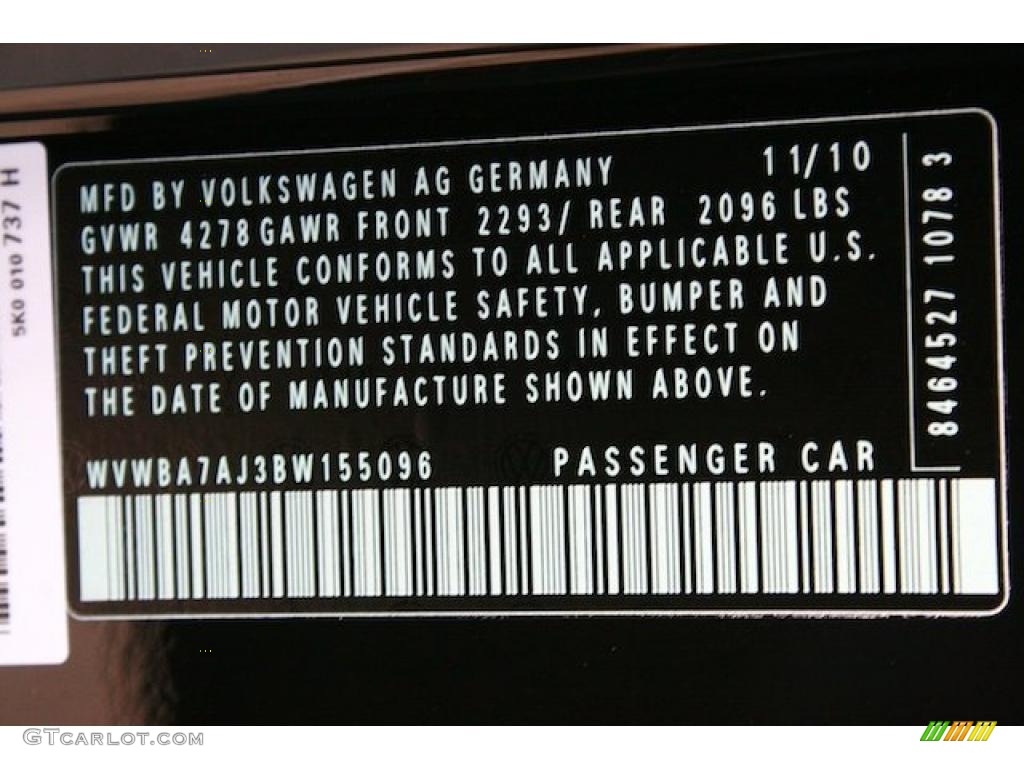 MFD BY VOLKSWAGEN AG GERMANY 11/10
GVWR 4278 GAWR FRONT 2293/ REAR 2096 LBS
THIS VEHICLE CONFORMS TO ALL APPLICABLE U.S.
FEDERAL MOTOR VEHICLE SAFETY, BUMPER AND
THEFT PREVENTION STANDARDS IN EFFECT ON
THE DATE OF MANUFACTURE SHOWN ABOVE.
WVWBA7AJ3BW155096 PASSENGER CAR
8464527 1078 3
5K0 010 737 H
GTCARLOT.COM